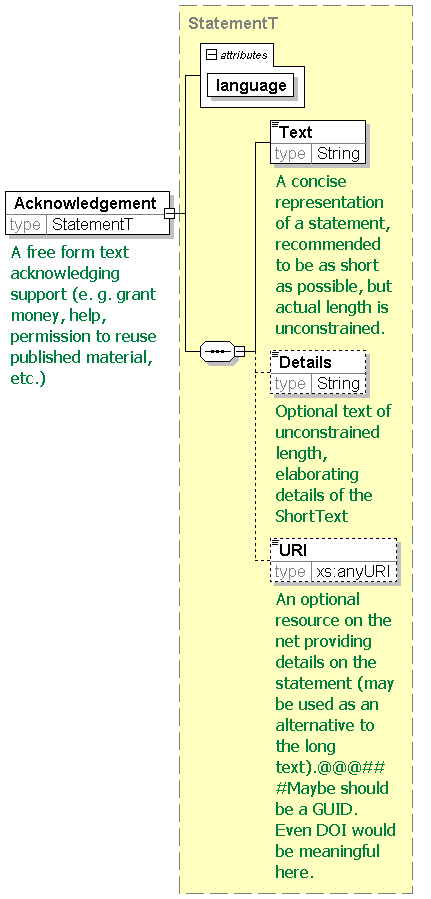 StatementT
attributes
language
Text
type String
A concise
representation
of a statement,
recommended
to be as short
as possible, but
actual length is
unconstrained.
Acknowledgement
type StatementT
A free form text
acknowledging
support (e. g. grant
money, help,
permission to reuse
published material,
etc.)
Details
type String
Optional text of
unconstrained
length,
elaborating
details of the
ShortText
URI
type xs:anyURI
An optional
resource on the
net providing
details on the
statement (may
be used as an
alternative to
the long
text).@@@##
#Maybe should
be a GUID.
Even DOI would
be meaningful
here.